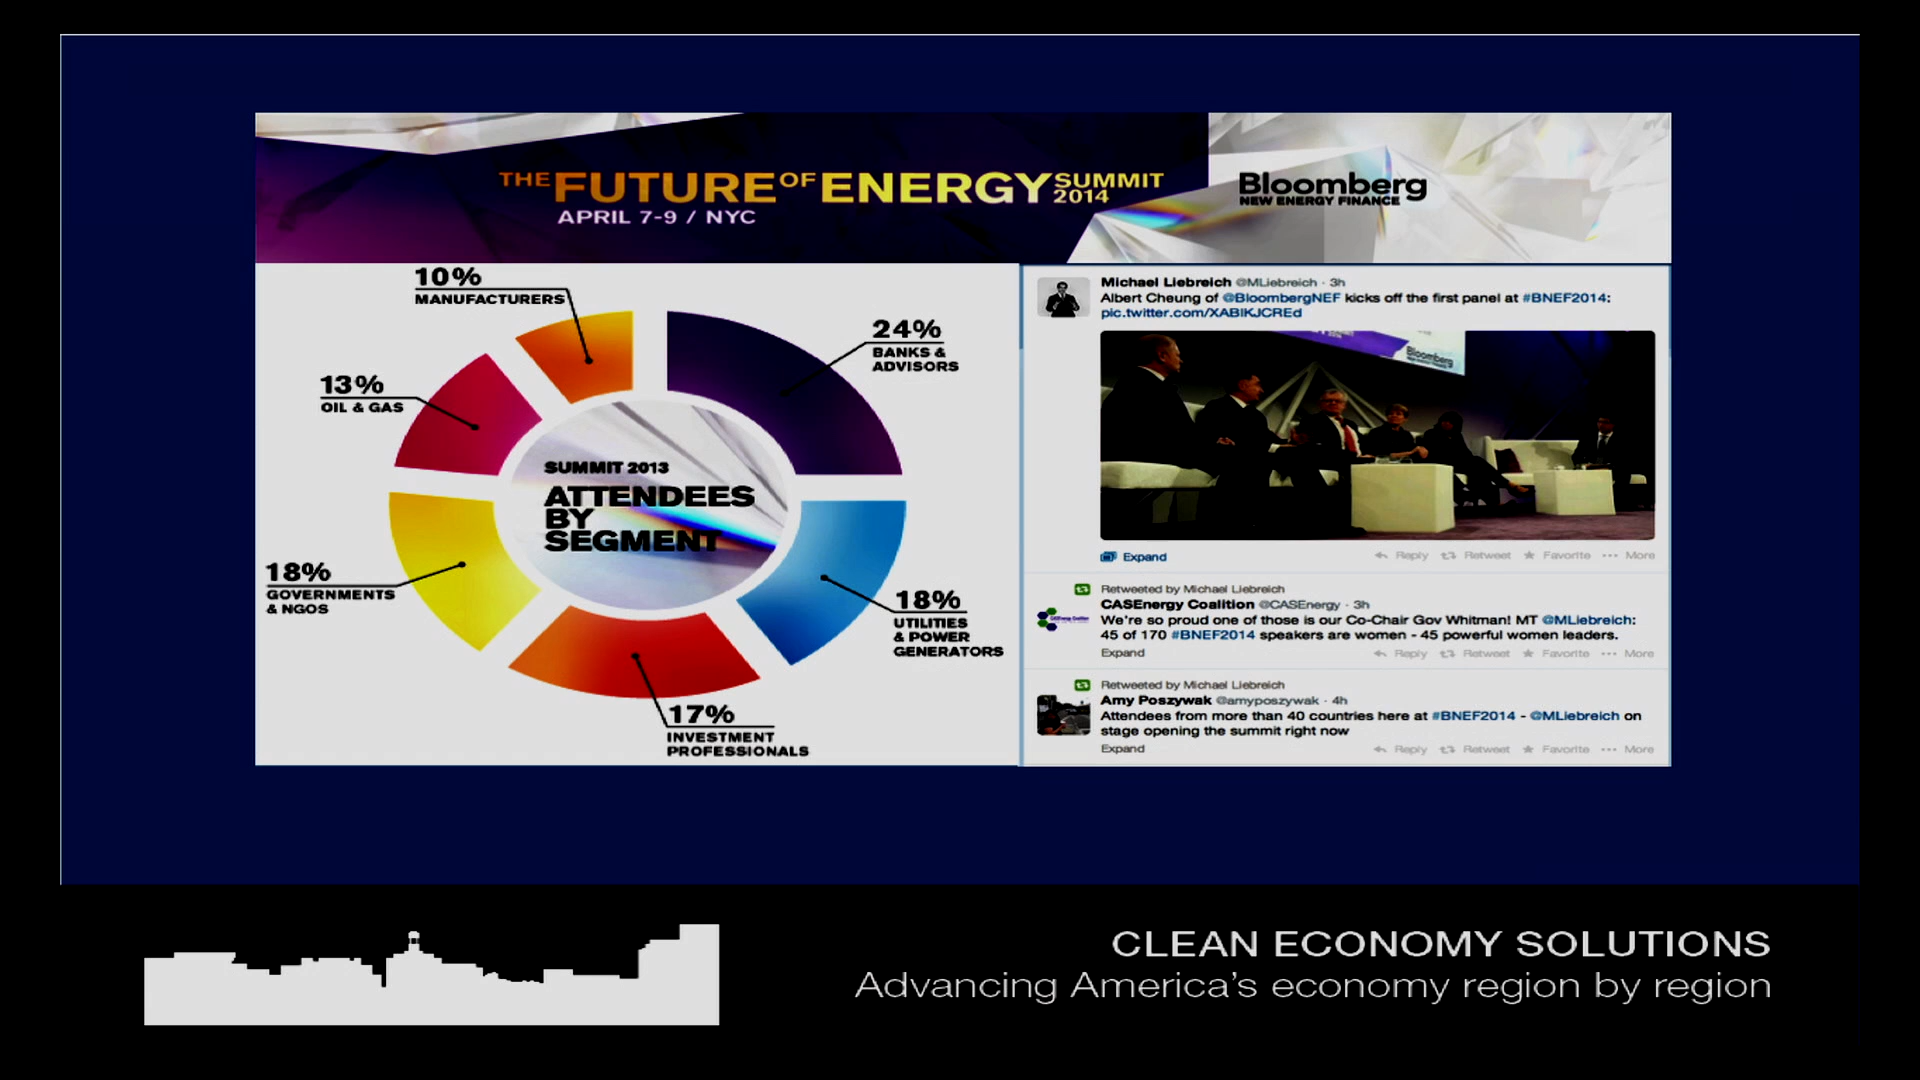 THE FUTURE OF ENERGY SUMMIT 2014
APRIL 7-9 / NYC
Bloomberg
NEW ENERGY FINANCE
10%
MANUFACTURERS
24%
BANKS &
ADVISORS
13%
OIL & GAS
SUMMIT 2013
ATTENDEES
BY
SEGMENT
18%
GOVERNMENTS
& NGOS
18%
UTILITIES
& POWER
GENERATORS
17%
INVESTMENT
PROFESSIONALS
Michael Liebreich @MLiebreich · 3h
Albert Cheung of @BloombergNEF kicks off the first panel at #BNEF2014:
pic.twitter.com/XABIKJCREd
Bloomberg
Expand
Reply Retweet Favorite More
Retweeted by Michael Liebreich
CASEnergy Coalition @CASEnergy · 3h
We're so proud one of those is our Co-Chair Gov Whitman! MT @MLiebreich:
45 of 170 #BNEF2014 speakers are women - 45 powerful women leaders.
Expand
Reply Retweet Favorite More
Retweeted by Michael Liebreich
Amy Poszywak @amyposzywak · 4h
Attendees from more than 40 countries here at #BNEF2014 - @MLiebreich on
stage opening the summit right now
Expand
Reply Retweet Favorite More
CLEAN ECONOMY SOLUTIONS
Advancing America's economy region by region